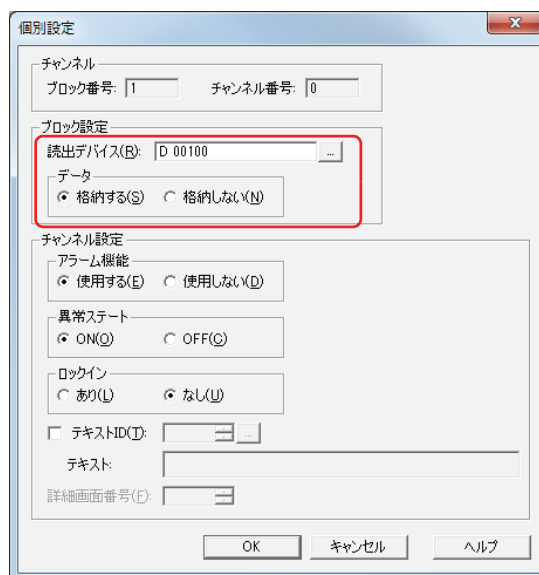 個別設定
チャンネル
ブロック番号: 1 チャンネル番号: 0
ブロック設定
読出デバイス(R): D 00100 ...
データ
格納する(S) 格納しない(N)
チャンネル設定
アラーム機能
使用する(E) 使用しない(D)
異常ステート
ON(O) OFF(C)
ロックイン
あり(L) なし(U)
テキストID(T): ...
テキスト:
詳細画面番号(F):
OK キャンセル ヘルプ